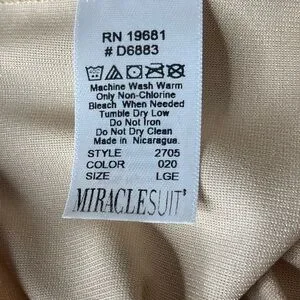 RN 19681
# D6883
Machine Wash Warm
Only Non-Chlorine
Bleach When Needed
Tumble Dry Low
Do Not Iron
Do Not Dry Clean
Made in Nicaragua.
STYLE 2705
COLOR 020
SIZE LGE
MIRACLESUIT®